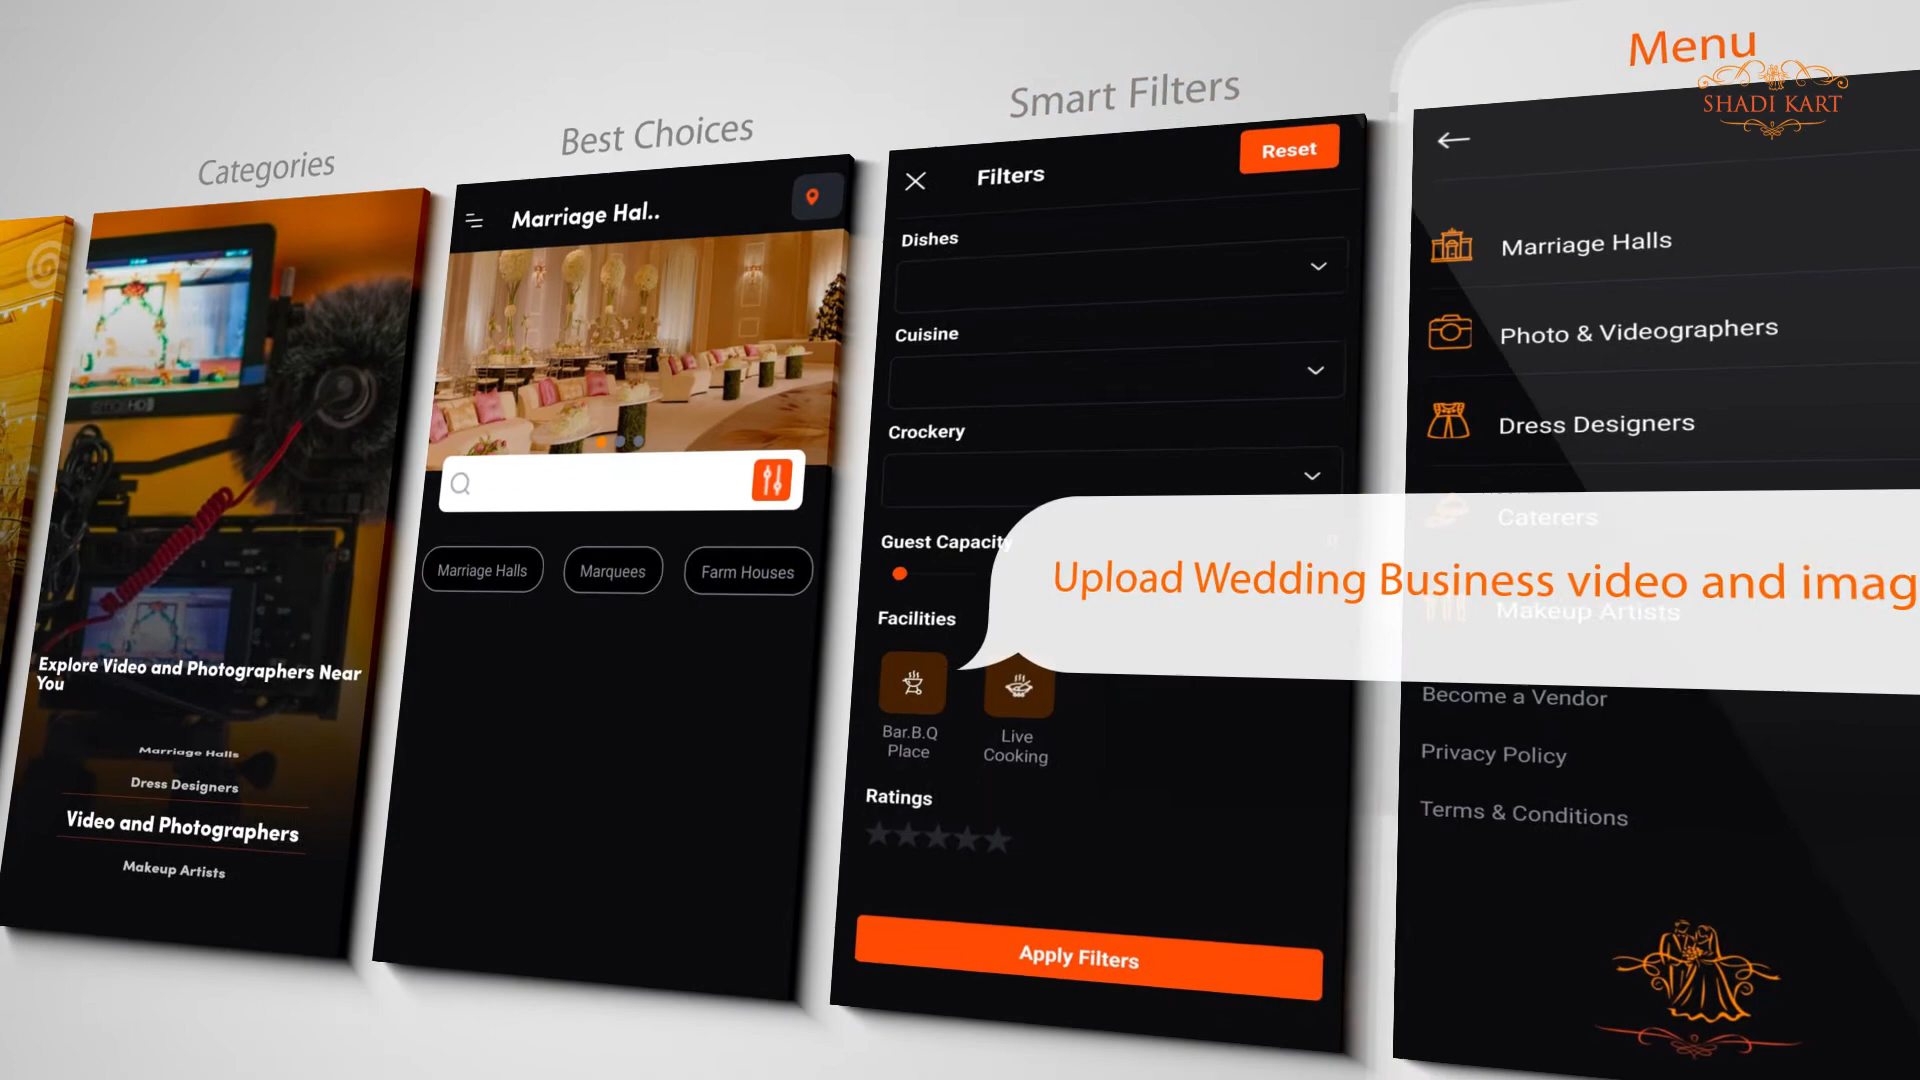 Categories
Explore Video and Photographers Near
You
Marriage Halls
Dress Designers
Video and Photographers
Makeup Artists
Best Choices
Marriage Hal..
Marriage Halls
Marquees
Farm Houses
Smart Filters
Filters
Reset
Dishes
Cuisine
Crockery
Guest Capacity
Facilities
Bar.B.Q
Place
Live
Cooking
Ratings
Apply Filters
Menu
SHADI KART
Marriage Halls
Photo & Videographers
Dress Designers
Caterers
Upload Wedding Business video and imag
Makeup Artists
Become a Vendor
Privacy Policy
Terms & Conditions